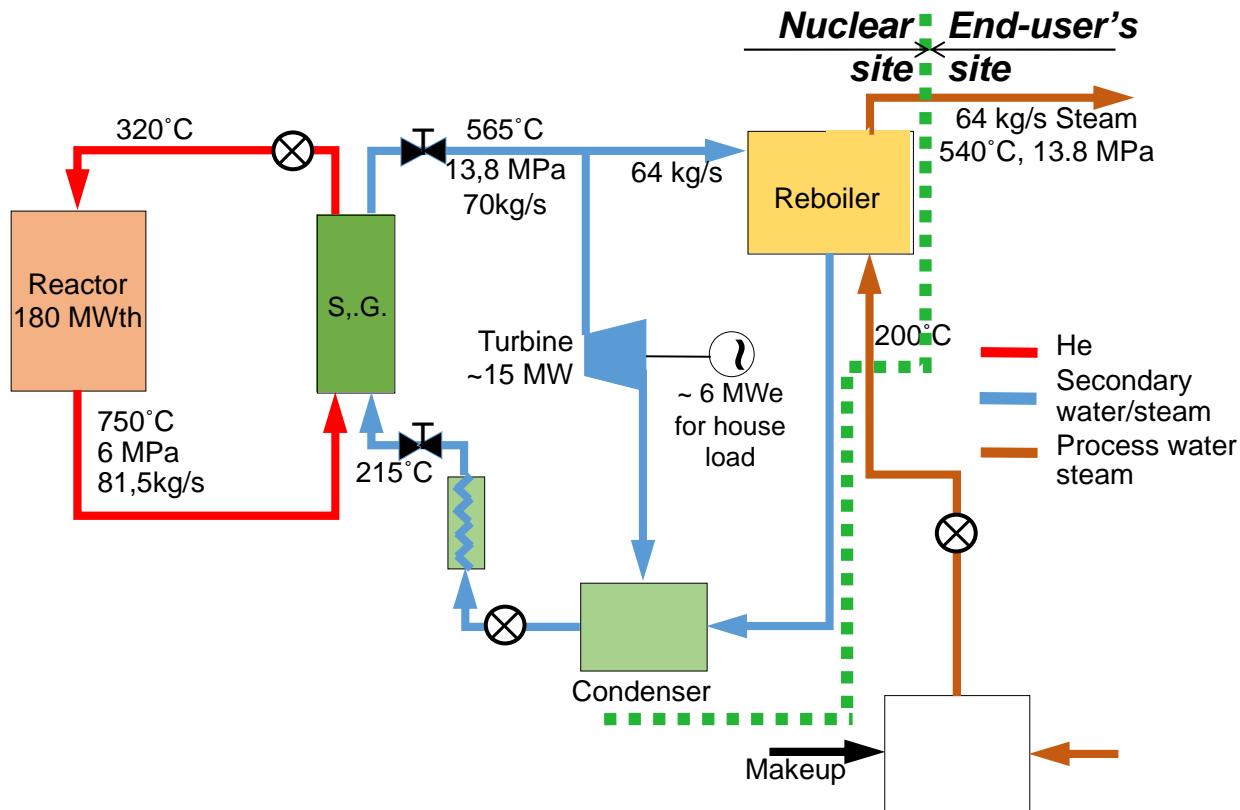 Nuclear
site
End-user's
site
320˚C
565˚C
13,8 MPa
70kg/s
64 kg/s
64 kg/s Steam
540˚C, 13.8 MPa
Reboiler
Reactor
180 MWth
S,.G.
Turbine
~15 MW
~ 6 MWe
for house
load
200˚C
He
Secondary
water/steam
Process water
steam
750˚C
6 MPa
81,5kg/s
215˚C
Condenser
Makeup